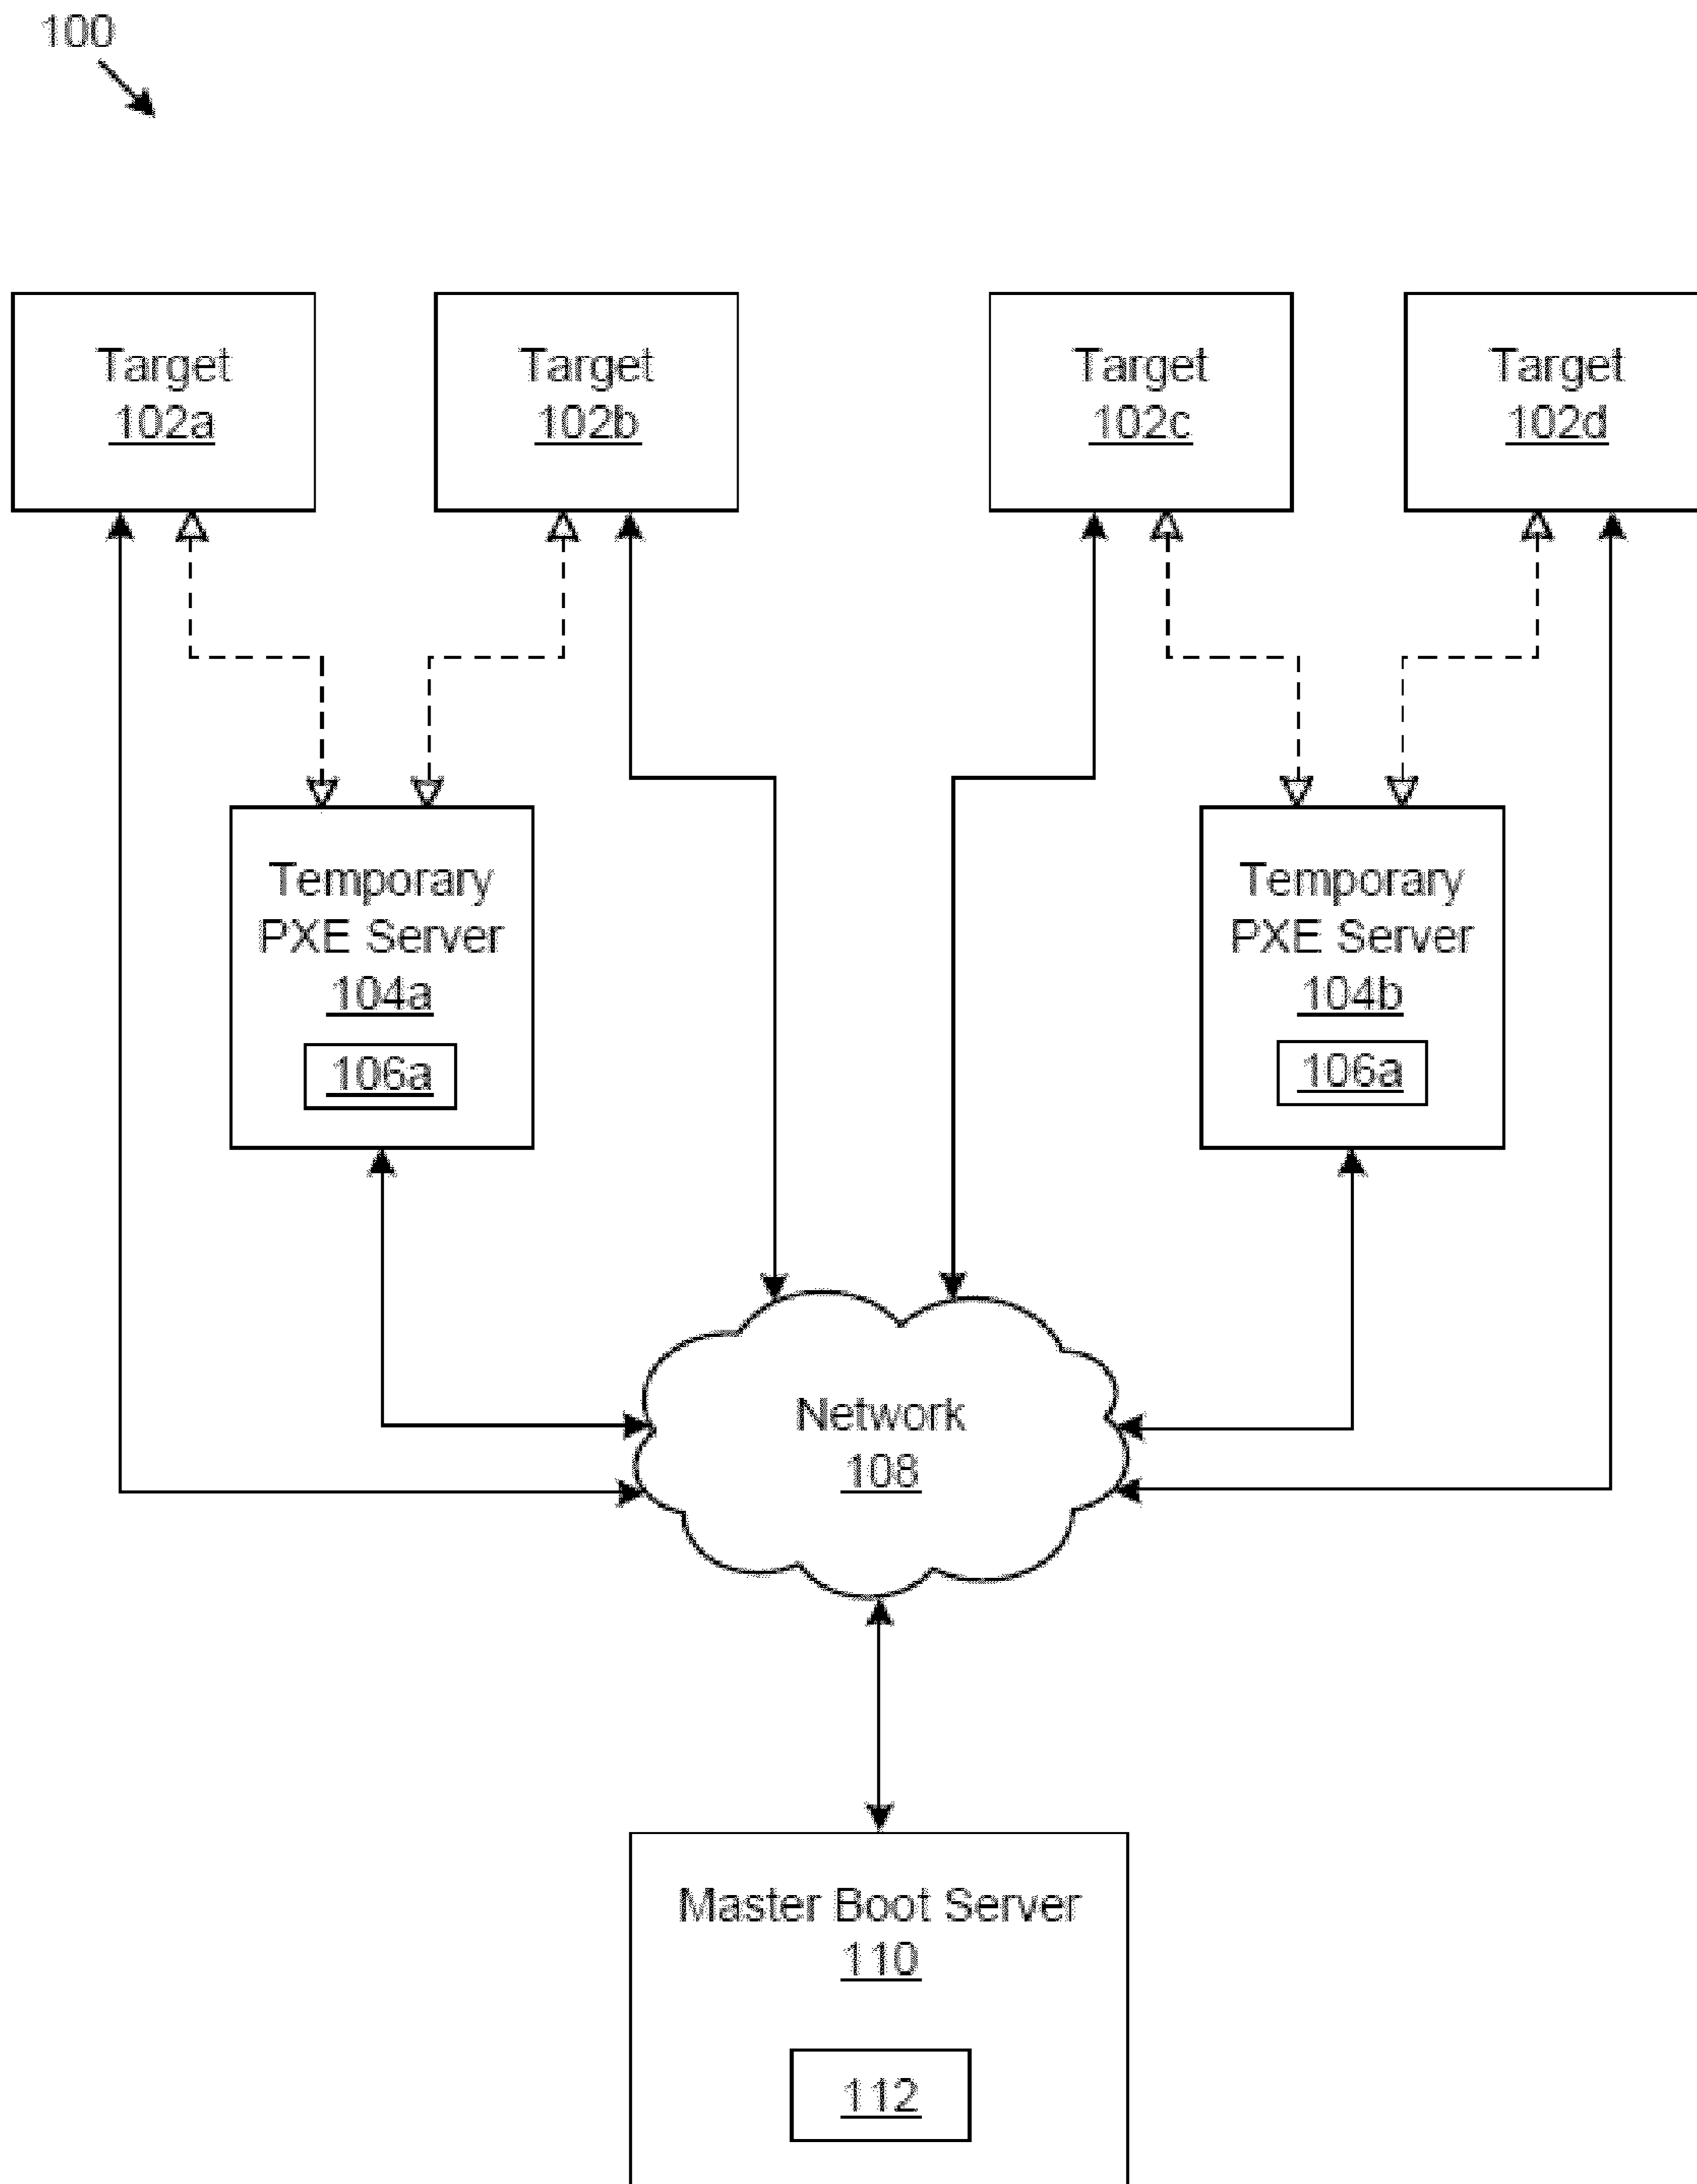 100
Target
102a
Target
102b
Target
102c
Target
102d
Temporary
PXE Server
104a
106a
Temporary
PXE Server
104b
106a
Network
108
Master Boot Server
110
112